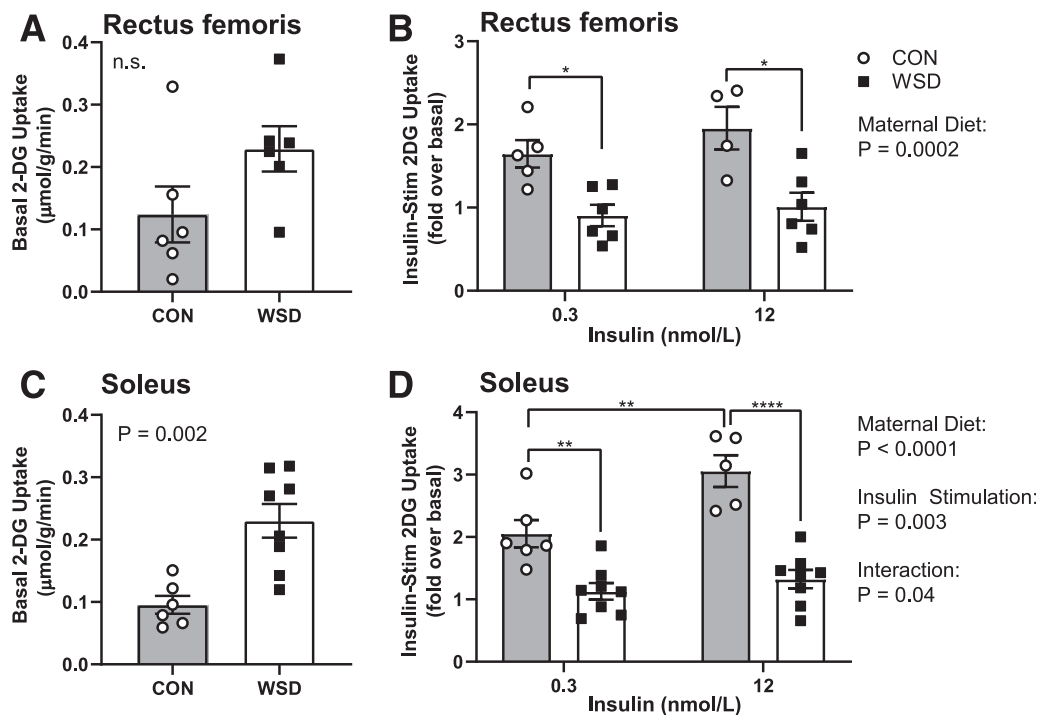 A
Rectus femoris
n.s.
Basal 2-DG Uptake
(μmol/g/min)
0.4
0.3
0.2
0.1
0.0
CON
WSD
B
Rectus femoris
Insulin-Stim 2DG Uptake
(fold over basal)
3
2
1
0
*
*
0.3
12
Insulin (nmol/L)
CON
WSD
Maternal Diet:
P = 0.0002
C
Soleus
P = 0.002
Basal 2-DG Uptake
(μmol/g/min)
0.4
0.3
0.2
0.1
0.0
CON
WSD
D
Soleus
Insulin-Stim 2DG Uptake
(fold over basal)
4
3
2
1
0
**
**
****
0.3
12
Insulin (nmol/L)
Maternal Diet:
P < 0.0001
Insulin Stimulation:
P = 0.003
Interaction:
P = 0.04